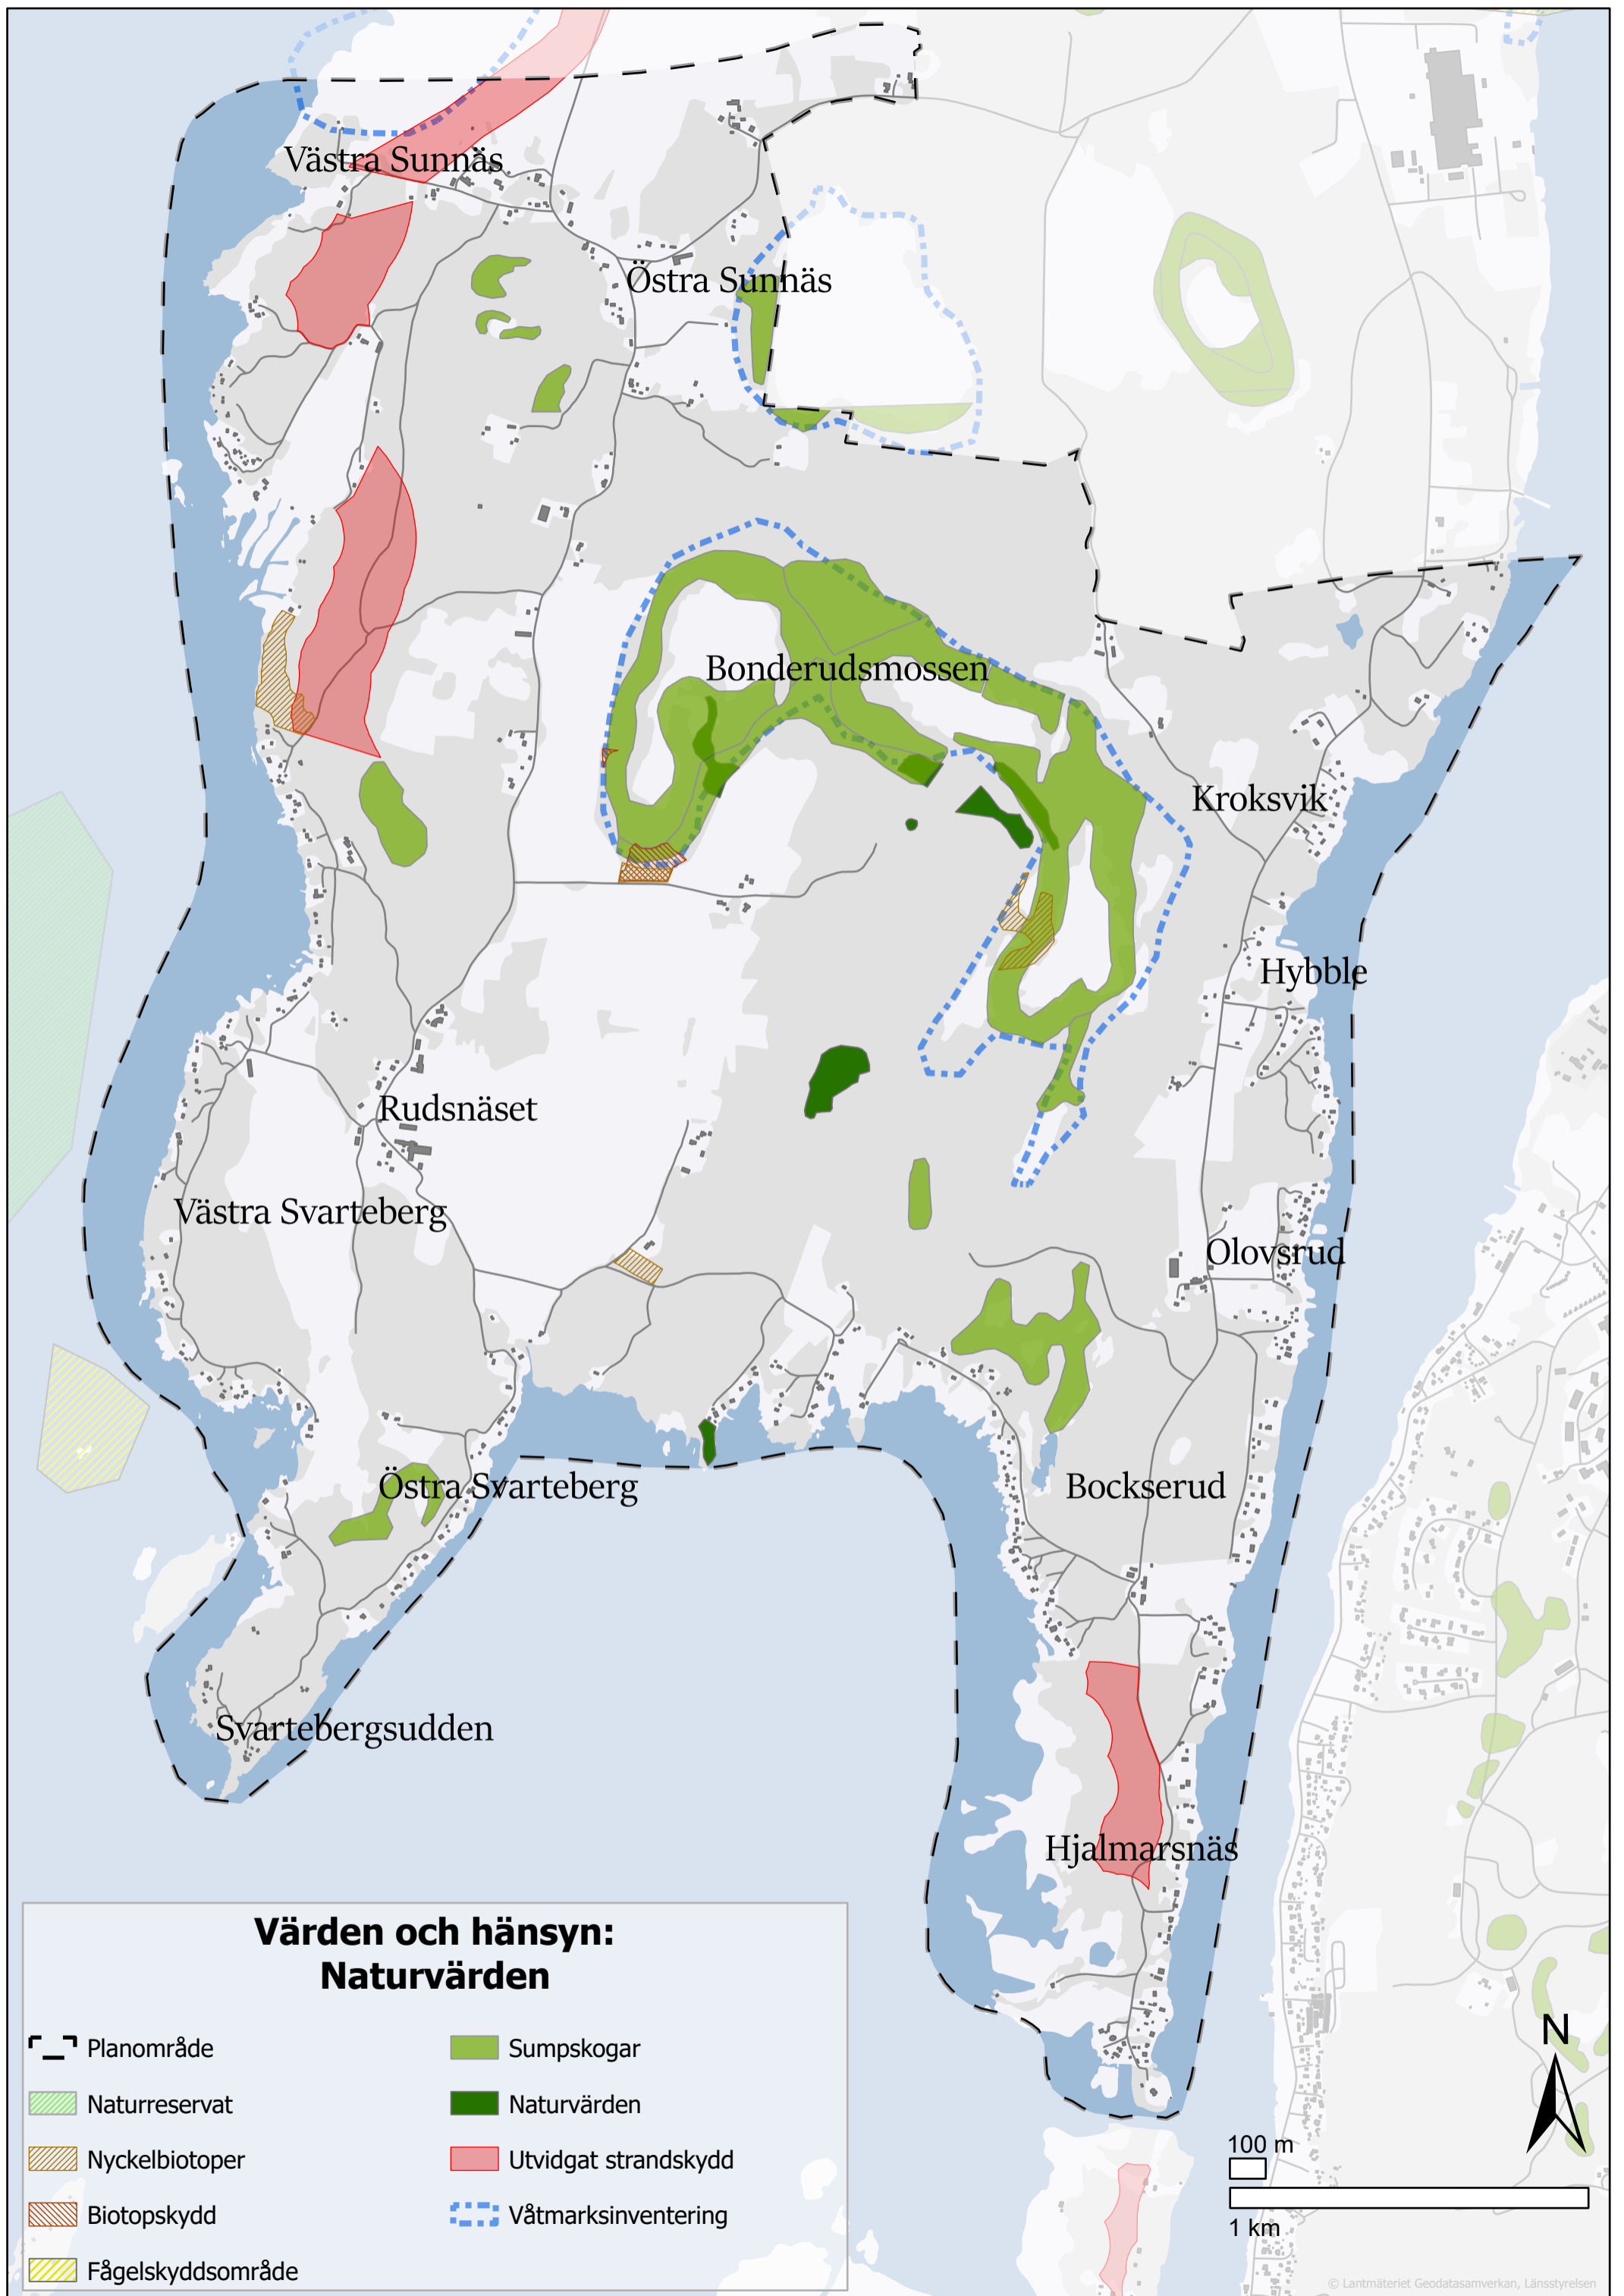 Västra Sunnäs
Östra Sunnäs
Bonderudsmossen
Kroksvik
Hybble
Rudsnäset
Västra Svarteberg
Olovsrud
Östra Svarteberg
Bockserud
Svartebergsudden
Hjalmarsnäs
Värden och hänsyn:
Naturvärden
Planområde
Naturreservat
Nyckelbiotoper
Biotopskydd
Fågelskyddsområde
Sumpskogar
Naturvärden
Utvidgat strandskydd
Våtmarksinventering
N
100 m
1 km
© Lantmäteriet Geodatasamverkan, Länsstyrelsen